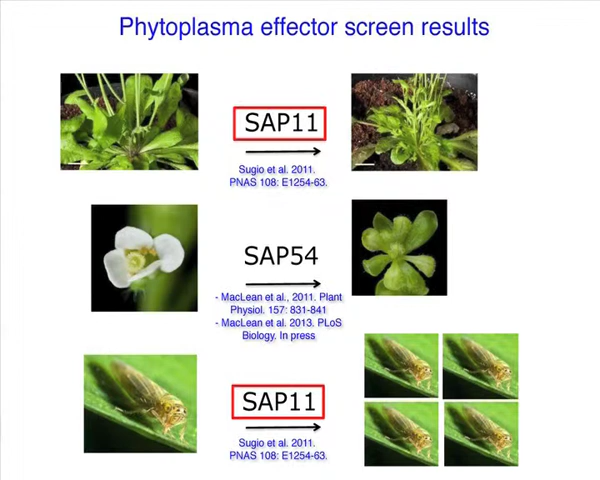 Phytoplasma effector screen results
SAP11
Sugio et al. 2011.
PNAS 108: E1254-63.
SAP54
- MacLean et al., 2011. Plant
Physiol. 157: 831-841
- MacLean et al. 2013. PLoS
Biology. In press
SAP11
Sugio et al. 2011.
PNAS 108: E1254-63.